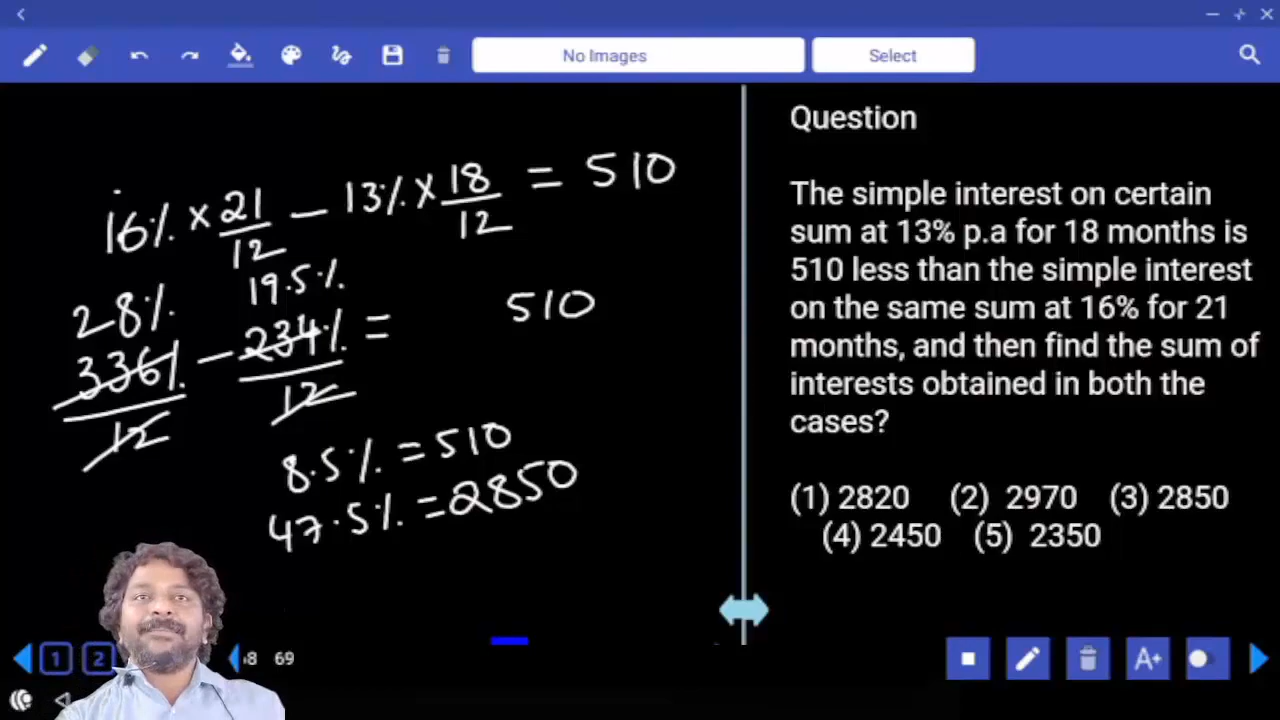 No Images
Select
16% × 21/12 – 13% × 18/12 = 510
28% 19.5%
336%/12 – 234%/12 = 510
8.5% = 510
47.5% = 2850
Question
The simple interest on certain
sum at 13% p.a for 18 months is
510 less than the simple interest
on the same sum at 16% for 21
months, and then find the sum of
interests obtained in both the
cases?
(1) 2820 (2) 2970 (3) 2850
(4) 2450 (5) 2350
1 2 69
A+